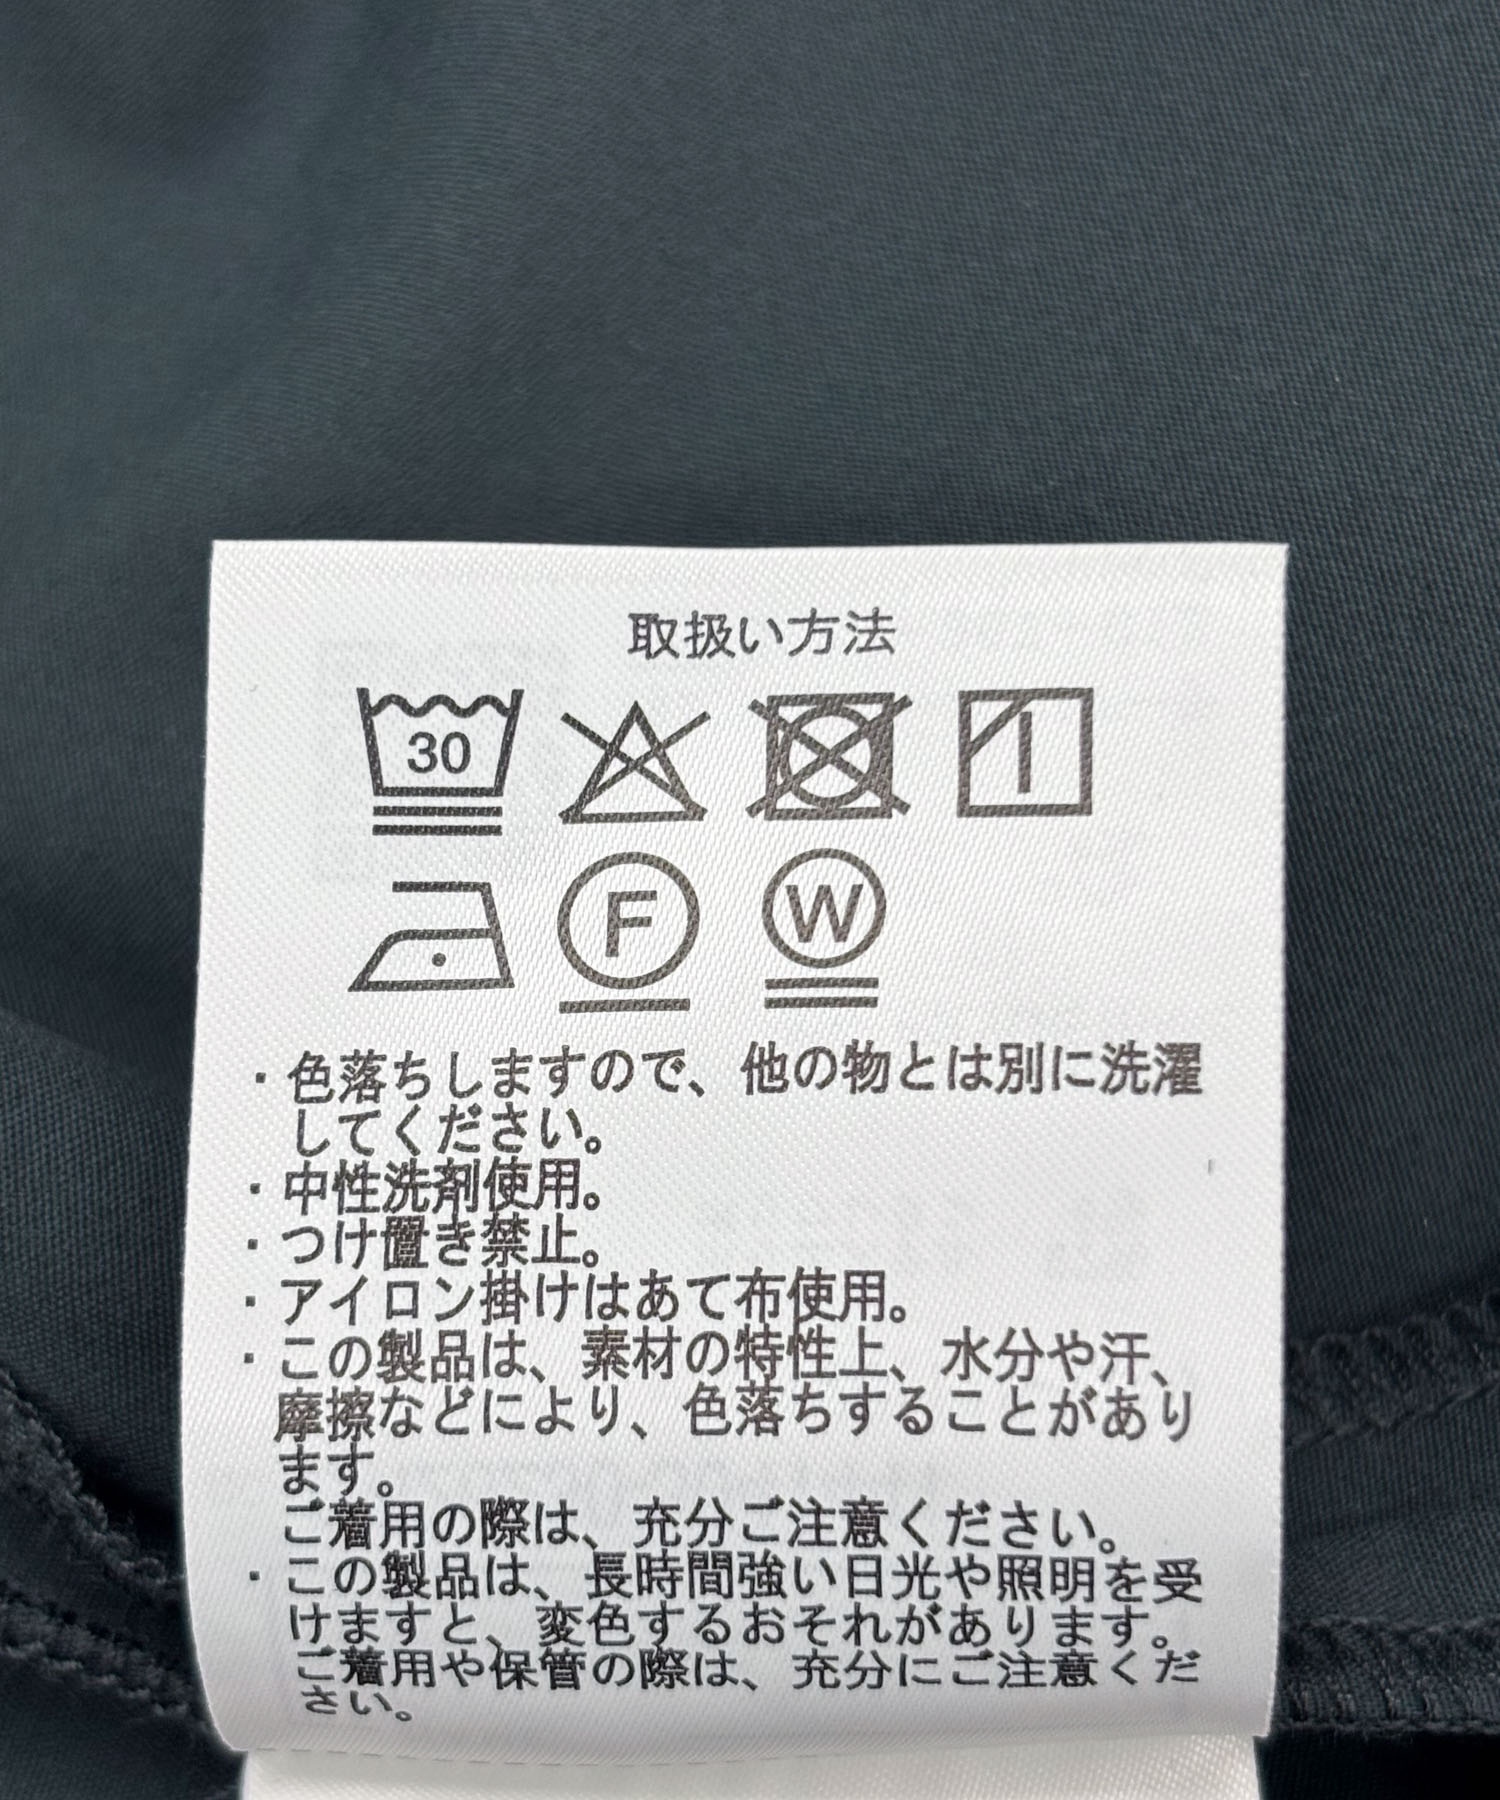 取扱い方法
30
F W
・色落ちしますので、他の物とは別に洗濯
してください。
・中性洗剤使用。
・つけ置き禁止。
・アイロン掛けはあて布使用。
・この製品は、素材の特性上、水分や汗、
摩擦などにより、色落ちすることがあり
ます。
ご着用の際は、充分ご注意ください。
・この製品は、長時間強い日光や照明を受
けますと、変色するおそれがあります。
ご着用や保管の際は、充分にご注意くだ
さい。